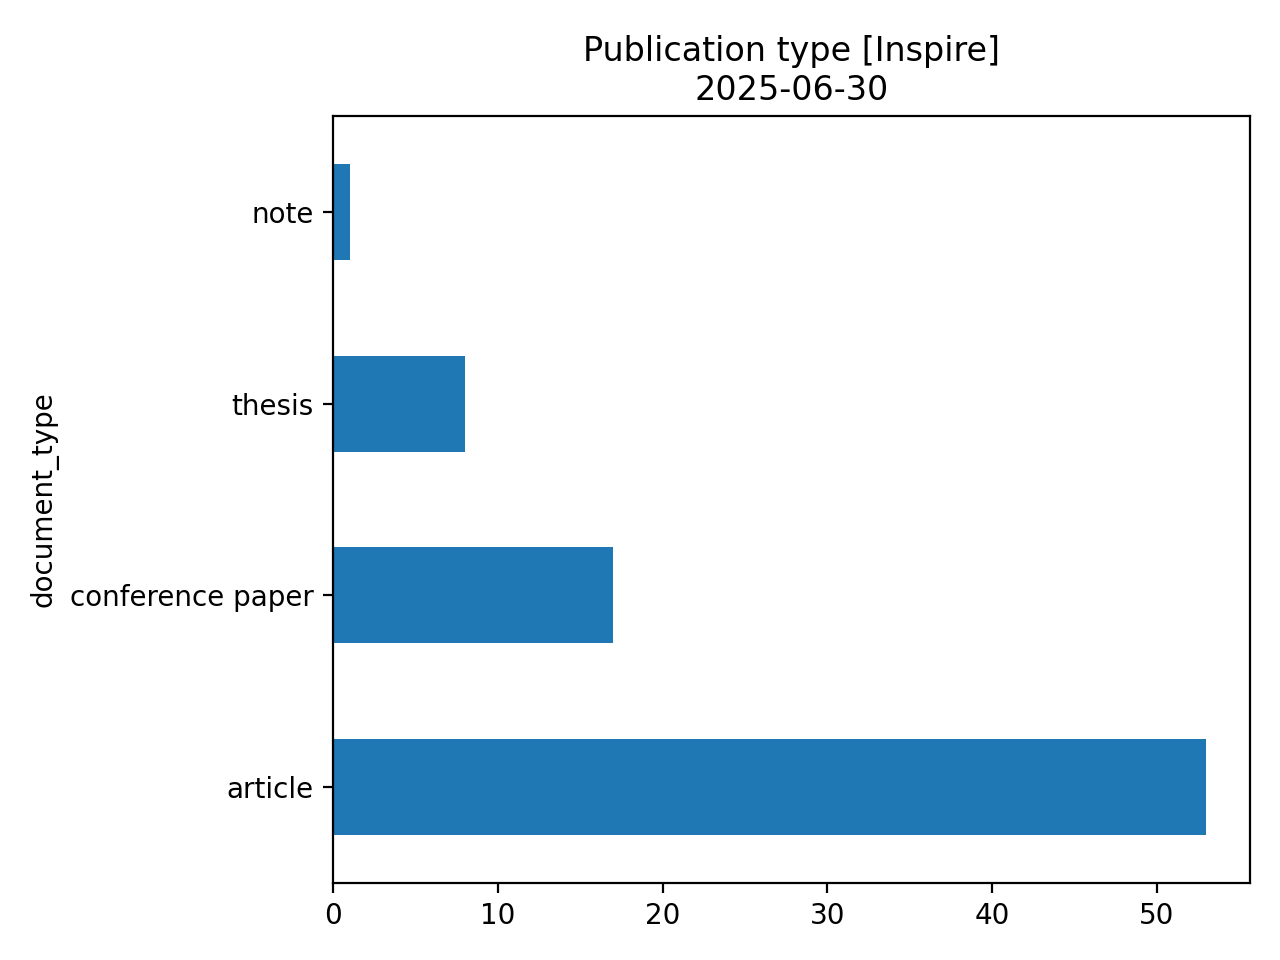 Publication type [Inspire]
2025-06-30
note
thesis
conference paper
article
document_type
0 10 20 30 40 50